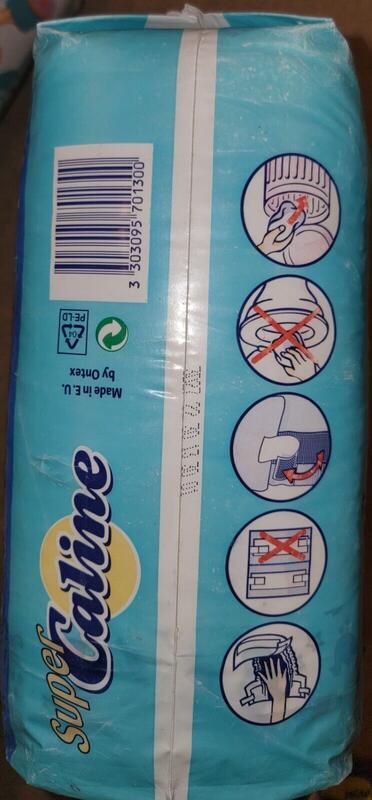 super
Caline
Made in E.U.
by Ontex
04
PE-LD
3 303095 701300